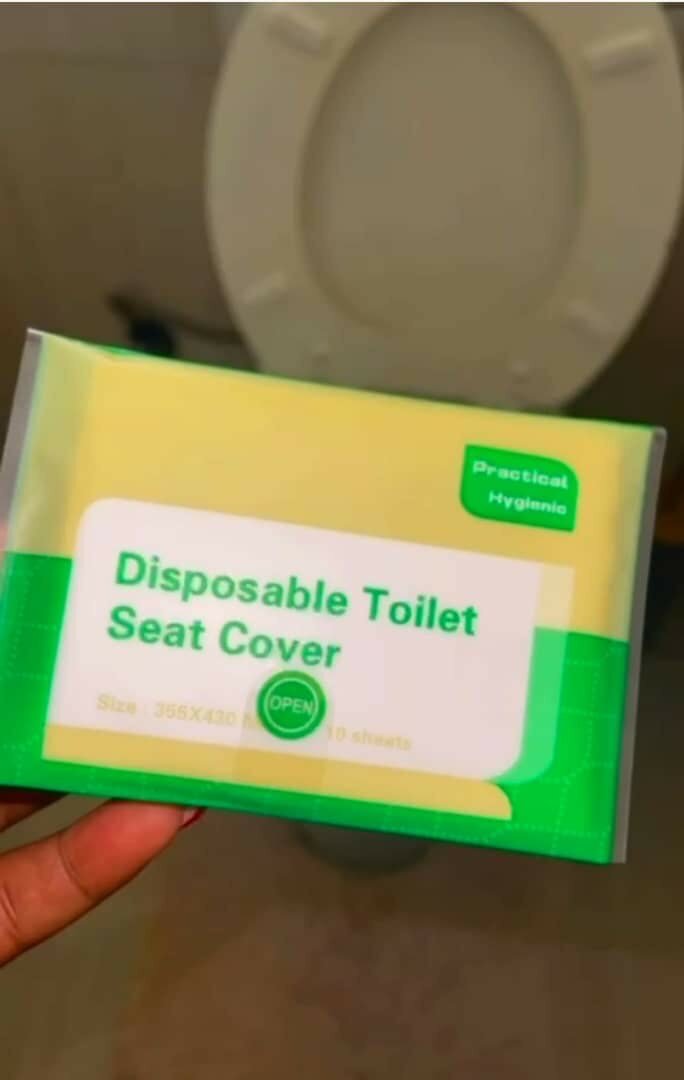 Practical
Hygienic
Disposable Toilet
Seat Cover
OPEN
Size : 355X430 10 sheets